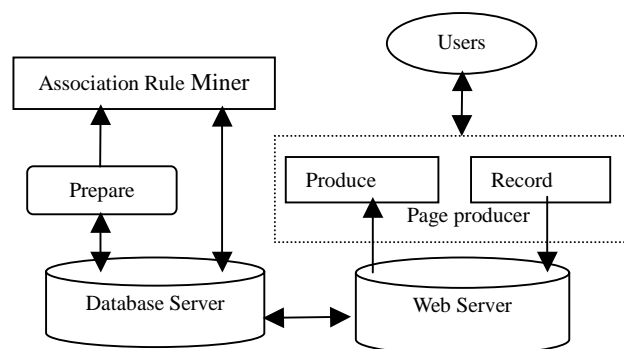 Users
Association Rule Miner
Produce
Record
Prepare
Page producer
Database Server
Web Server